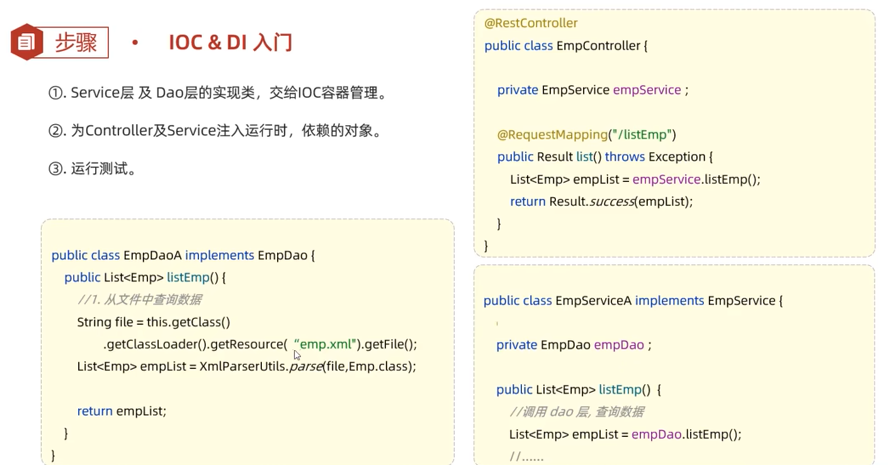 步骤 • IOC & DI 入门
①. Service层 及 Dao层的实现类，交给IOC容器管理。
②. 为Controller及Service注入运行时，依赖的对象。
③. 运行测试。
public class EmpDaoA implements EmpDao {
public List<Emp> listEmp() {
//1. 从文件中查询数据
String file = this.getClass()
.getClassLoader().getResource( “emp.xml").getFile();
List<Emp> empList = XmlParserUtils.parse(file,Emp.class);
return empList;
}
}
@RestController
public class EmpController {
private EmpService empService ;
@RequestMapping("/listEmp")
public Result list() throws Exception {
List<Emp> empList = empService.listEmp();
return Result.success(empList);
}
}
public class EmpServiceA implements EmpService {
private EmpDao empDao ;
public List<Emp> listEmp() {
//调用 dao 层, 查询数据
List<Emp> empList = empDao.listEmp();
//......